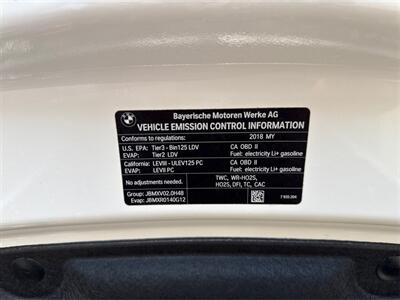 BMW
Bayerische Motoren Werke AG
VEHICLE EMISSION CONTROL INFORMATION
Conforms to regulations: 2018 MY
U.S. EPA: Tier3 - Bin125 LDV CA OBD II
EVAP: Tier2 LDV Fuel: electricity Li+ gasoline
California: LEVIII - ULEV125 PC CA OBD II
EVAP: LEVII PC Fuel: electricity Li+ gasoline
No adjustments needed. TWC, WR-HO2S,
HO2S, DFI, TC, CAC
Group: JBMXV02.0H48
Evap: JBMXR0140G12